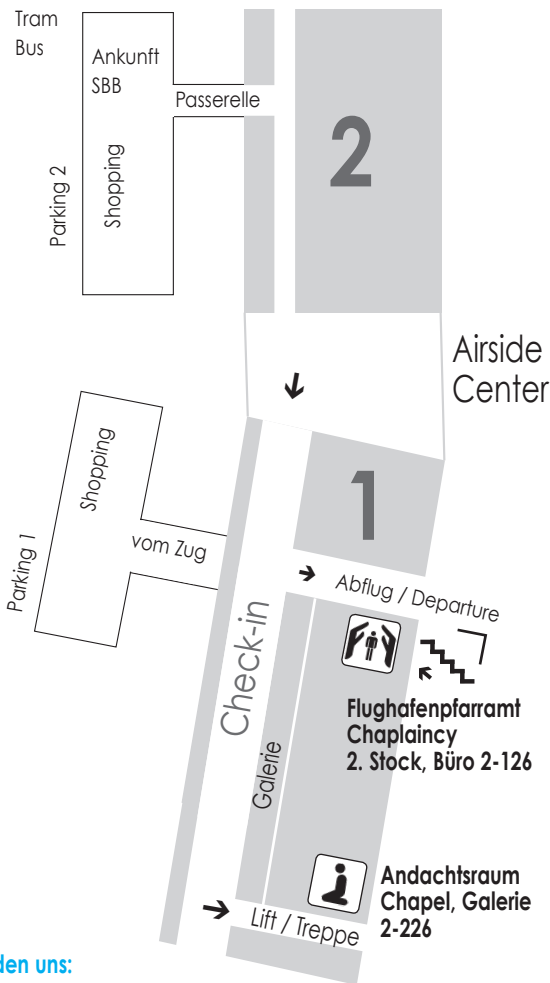 Tram
Bus
Ankunft
SBB
Passerelle
Shopping
Parking 2
2
Airside
Center
Shopping
Parking 1
vom Zug
1
Check-in
Abflug / Departure
Flughafenpfarramt
Chaplaincy
2. Stock, Büro 2-126
Galerie
Andachtsraum
Chapel, Galerie
2-226
Lift / Treppe
den uns: